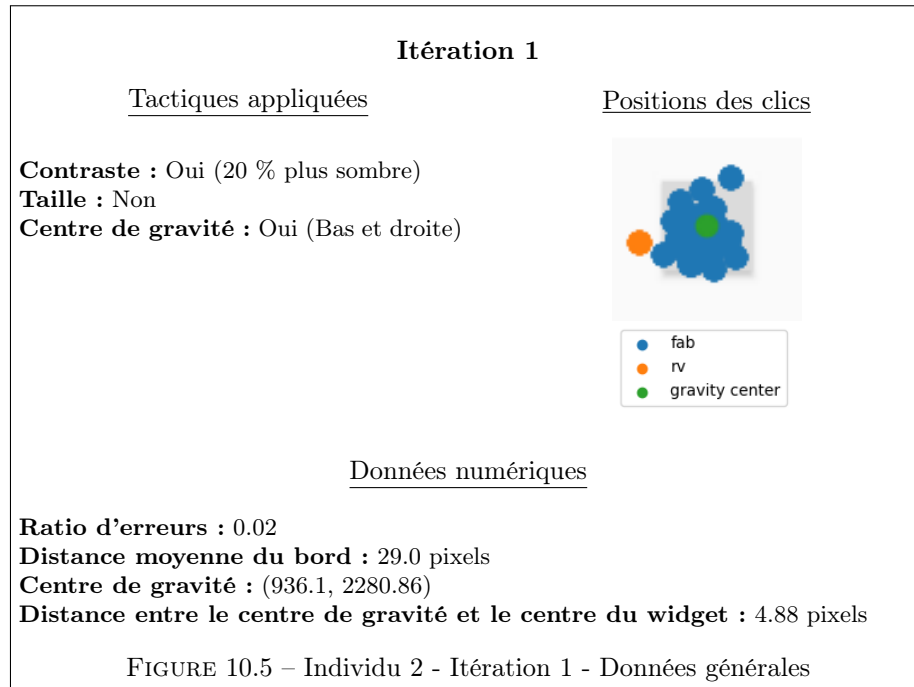 Itération 1
Tactiques appliquées
Positions des clics
Contraste : Oui (20 % plus sombre)
Taille : Non
Centre de gravité : Oui (Bas et droite)
fab
rv
gravity center
Données numériques
Ratio d'erreurs : 0.02
Distance moyenne du bord : 29.0 pixels
Centre de gravité : (936.1, 2280.86)
Distance entre le centre de gravité et le centre du widget : 4.88 pixels
FIGURE 10.5 – Individu 2 - Itération 1 - Données générales